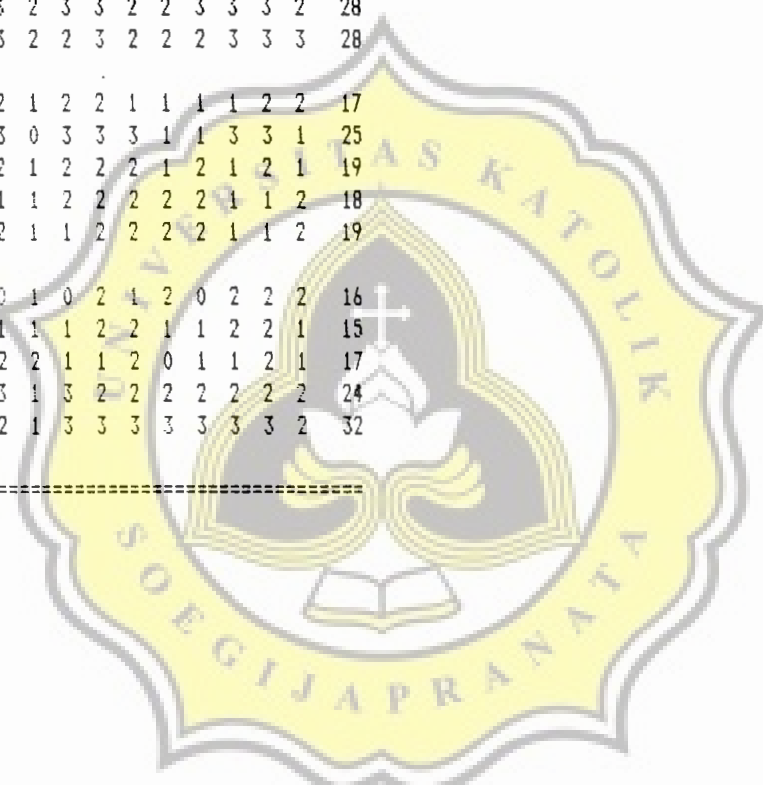 2 3 3 2 2 3 3 3 2 28
3 2 2 3 2 2 2 3 3 3 28
2 1 2 2 1 1 1 1 2 2 17
3 0 3 3 3 1 1 3 3 1 25
2 1 2 2 2 1 2 1 2 1 19
1 1 2 2 2 2 2 1 1 2 18
2 1 1 2 2 2 2 1 1 2 19
0 1 0 2 1 2 0 2 2 2 16
1 1 1 2 2 1 1 2 2 1 15
2 2 1 1 2 0 1 1 2 1 17
3 1 3 2 2 2 2 2 2 2 24
2 1 3 3 3 3 3 3 3 2 32
UNIVERSITAS KATOLIK
SOEGIJAPRANATA